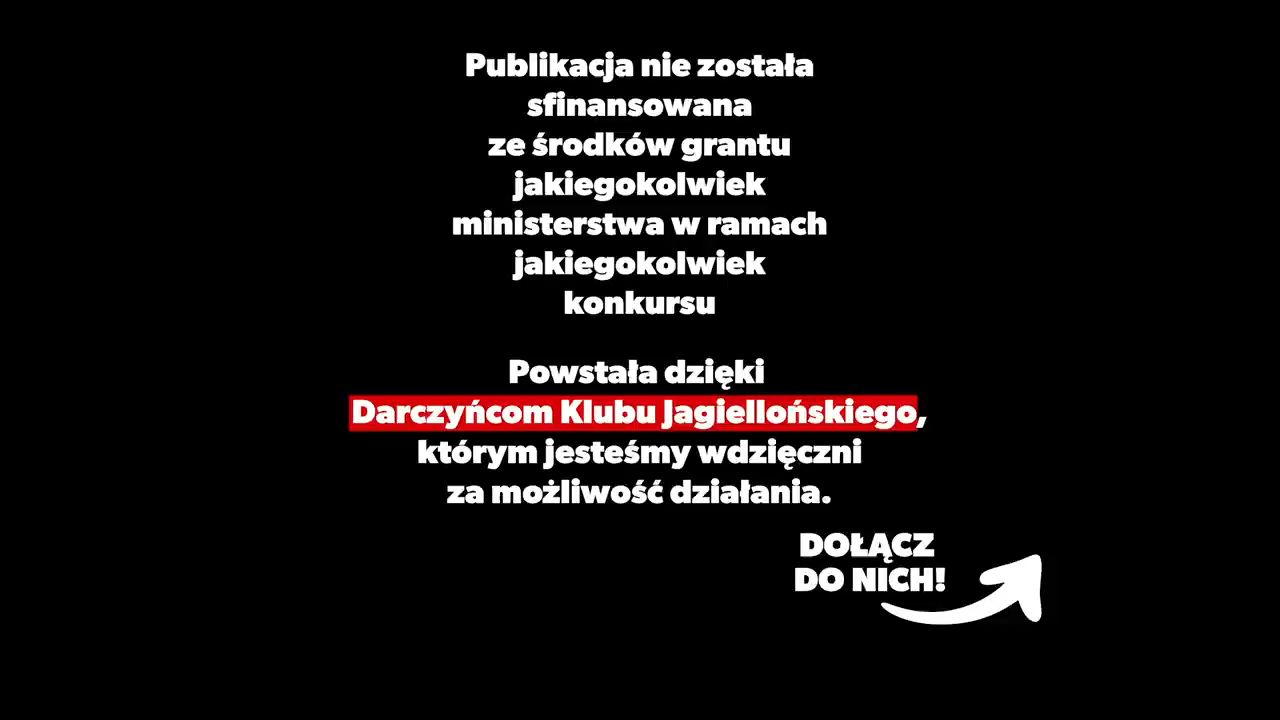 Publikacja nie została
sfinansowana
ze środków grantu
jakiegokolwiek
ministerstwa w ramach
jakiegokolwiek
konkursu
Powstała dzięki
Darczyńcom Klubu Jagiellońskiego,
którym jesteśmy wdzięczni
za możliwość działania.
DOŁĄCZ
DO NICH!